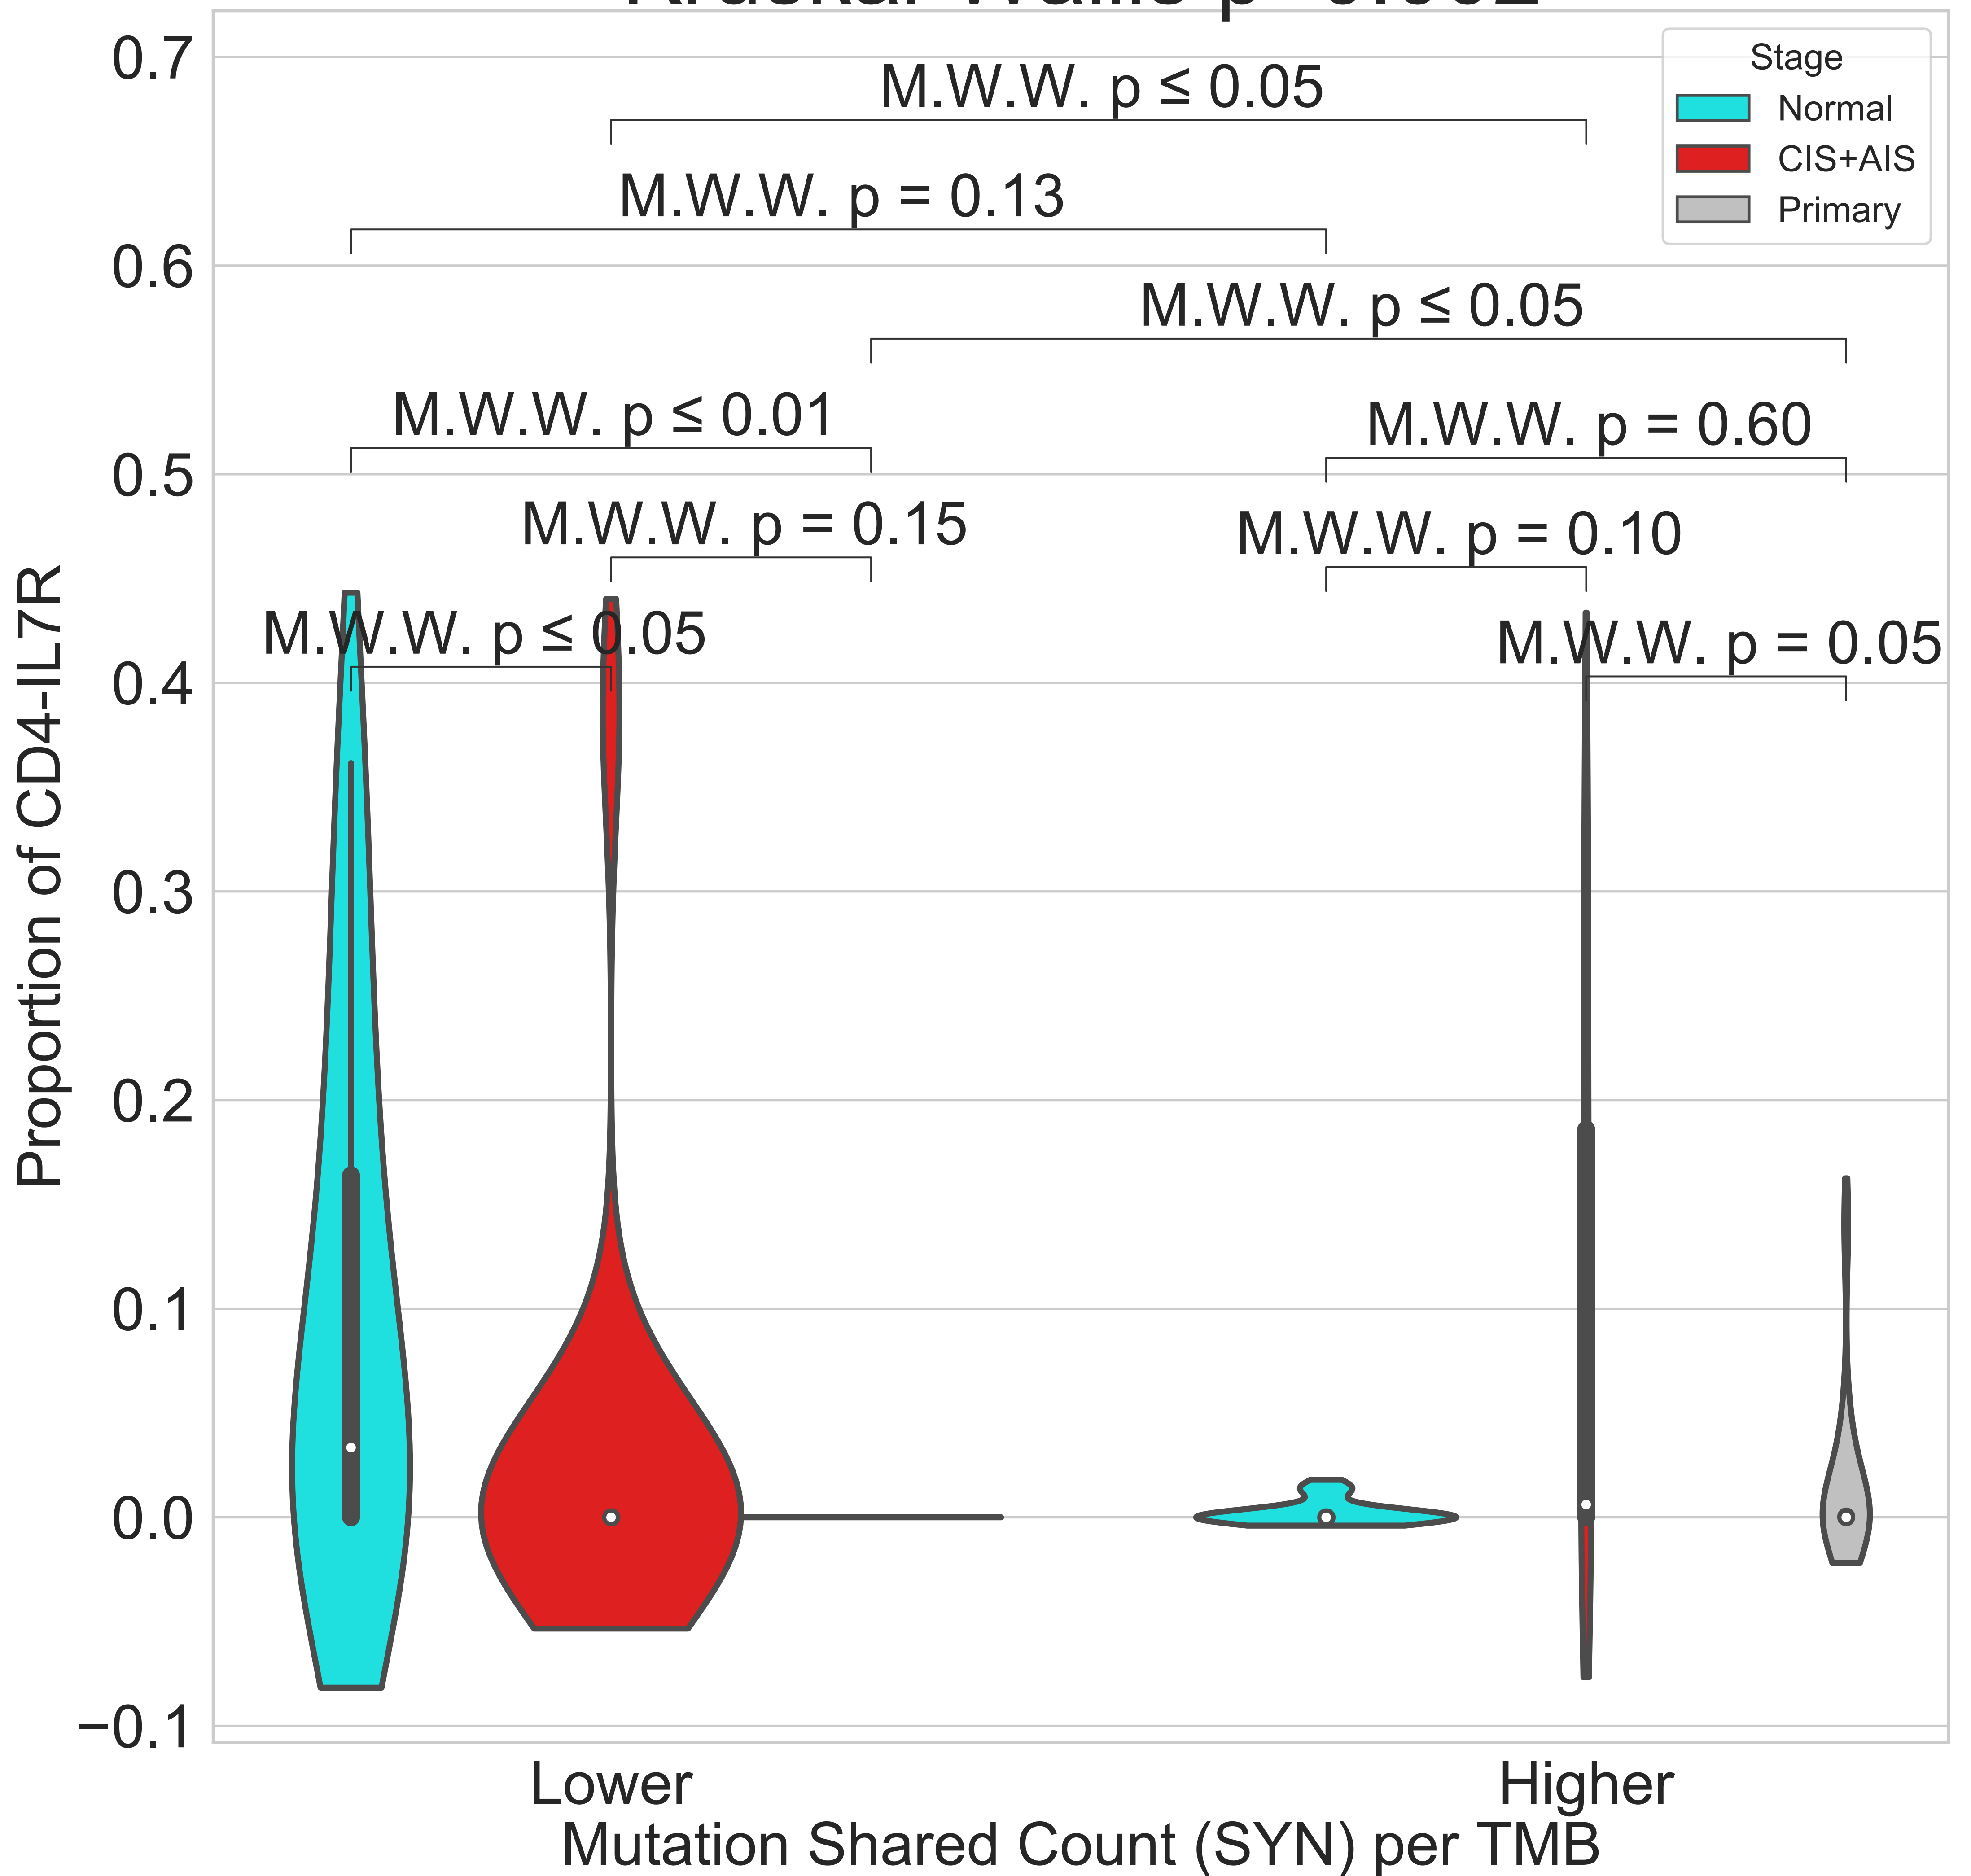 0.7
M.W.W. p ≤ 0.05
Stage
Normal
CIS+AIS
Primary
M.W.W. p = 0.13
0.6
M.W.W. p ≤ 0.05
M.W.W. p ≤ 0.01
M.W.W. p = 0.60
0.5
M.W.W. p = 0.15
M.W.W. p = 0.10
M.W.W. p ≤ 0.05
M.W.W. p = 0.05
0.4
0.3
0.2
0.1
0.0
−0.1
Proportion of CD4-IL7R
Lower
Higher
Mutation Shared Count (SYN) per TMB